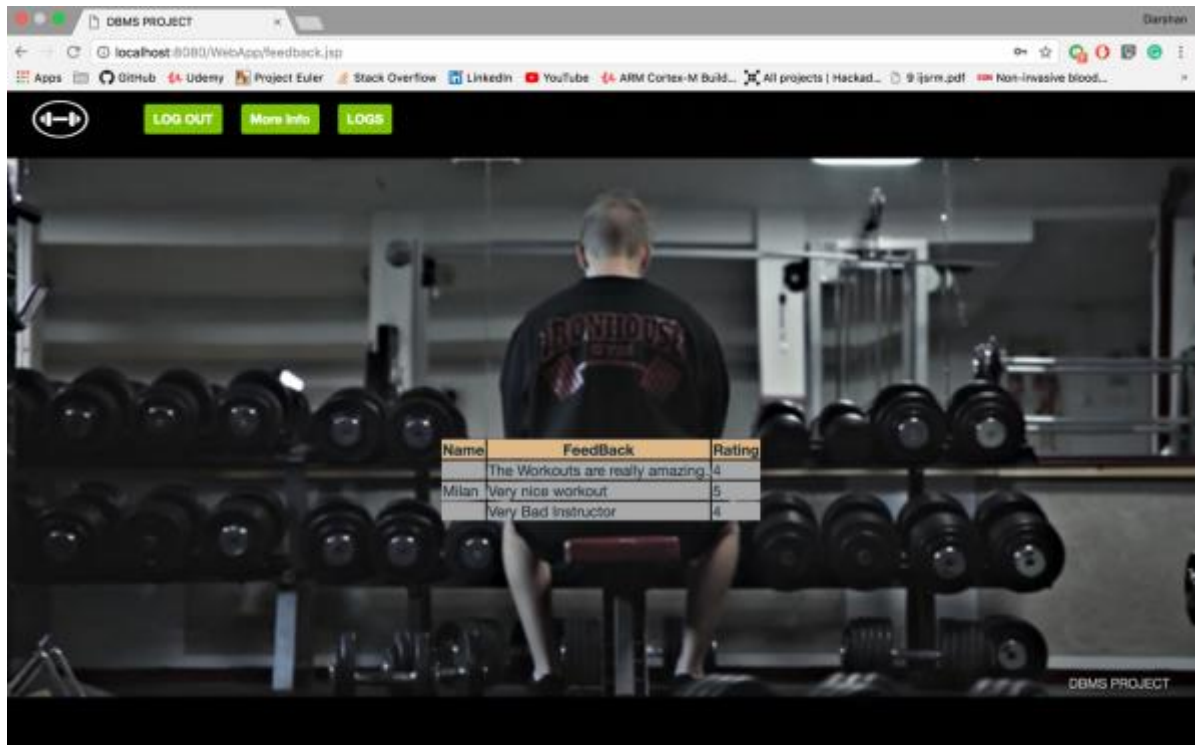 DBMS PROJECT
Darshan
localhost:8080/WebApp/feedback.jsp
Apps GitHub Udemy Project Euler Stack Overflow LinkedIn YouTube ARM Cortex-M Build... All projects | Hackad... 9 ijsrm.pdf Non-invasive blood...
LOG OUT More Info LOGS
IRONHOUSE
Name FeedBack Rating
The Workouts are really amazing. 4
Milan Very nice workout 5
Very Bad Instructor 4
DBMS PROJECT